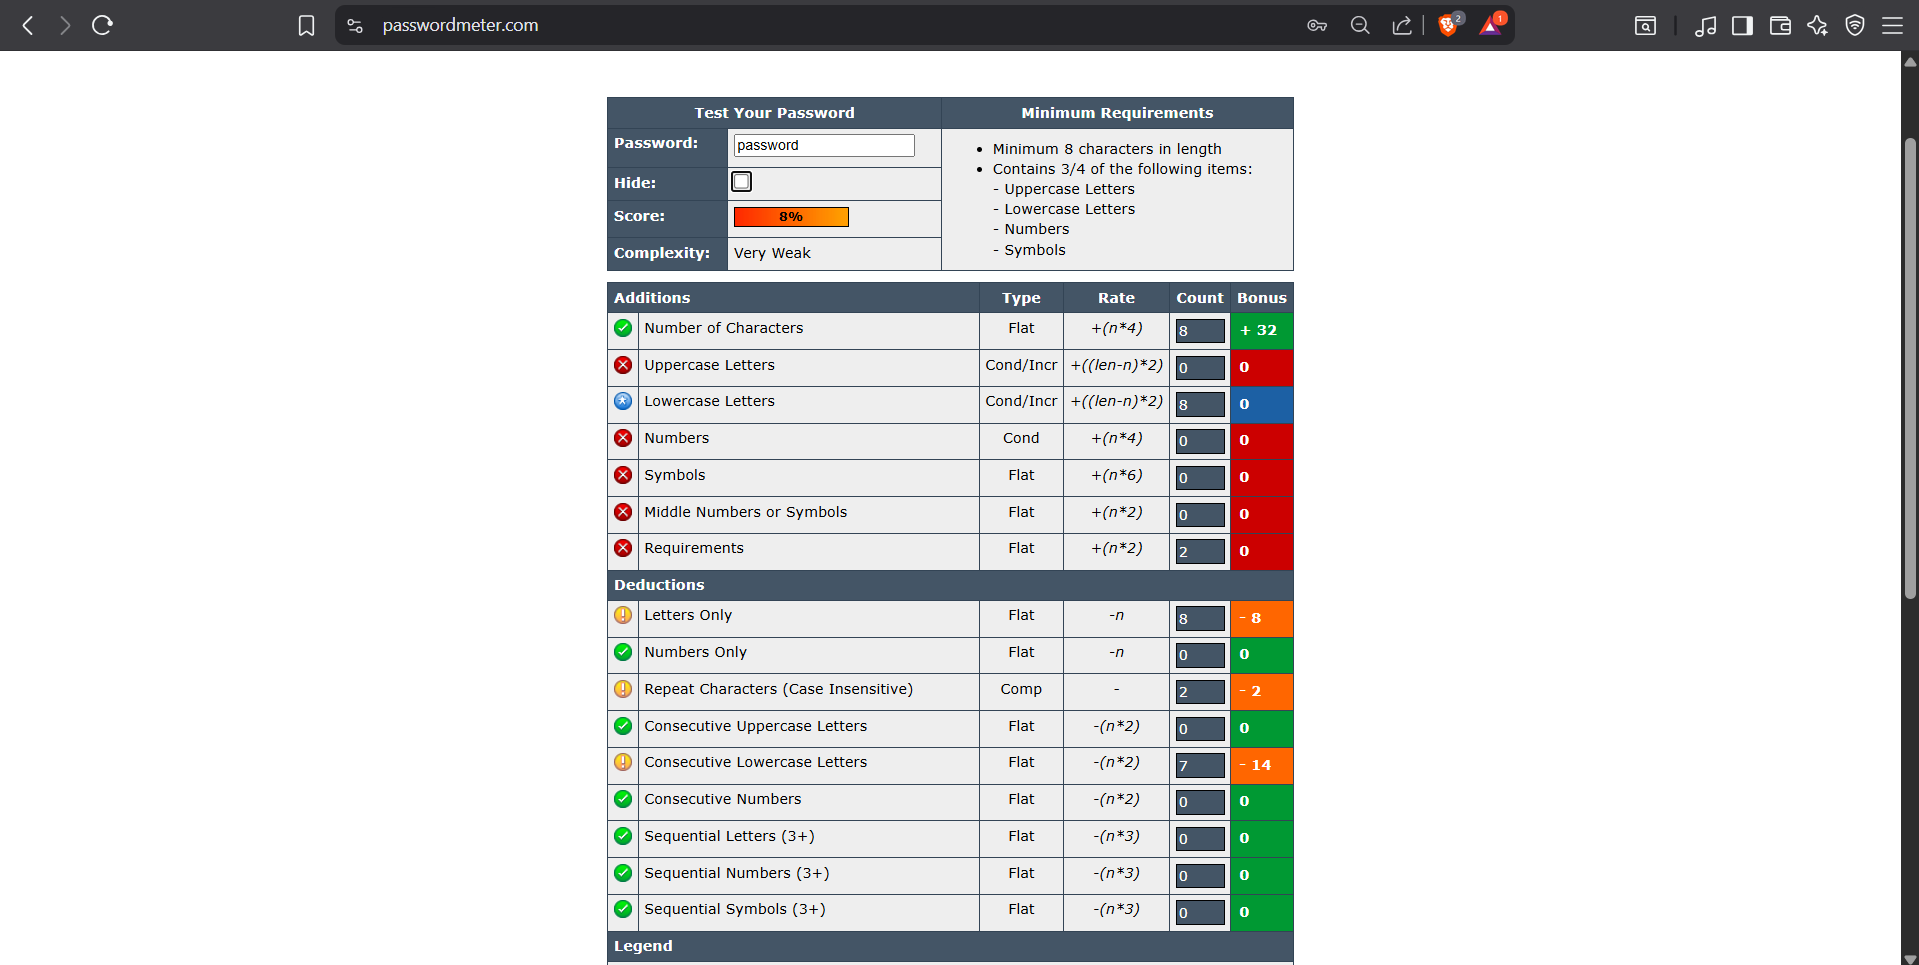 passwordmeter.com
2
1
Test Your Password Minimum Requirements
Password: password
• Minimum 8 characters in length
• Contains 3/4 of the following items:
- Uppercase Letters
- Lowercase Letters
- Numbers
- Symbols
Hide:
Score: 8%
Complexity: Very Weak
Additions Type Rate Count Bonus
Number of Characters Flat +(n*4) 8 + 32
Uppercase Letters Cond/Incr +((len-n)*2) 0 0
Lowercase Letters Cond/Incr +((len-n)*2) 8 0
Numbers Cond +(n*4) 0 0
Symbols Flat +(n*6) 0 0
Middle Numbers or Symbols Flat +(n*2) 0 0
Requirements Flat +(n*2) 2 0
Deductions
Letters Only Flat -n 8 - 8
Numbers Only Flat -n 0 0
Repeat Characters (Case Insensitive) Comp - 2 - 2
Consecutive Uppercase Letters Flat -(n*2) 0 0
Consecutive Lowercase Letters Flat -(n*2) 7 - 14
Consecutive Numbers Flat -(n*2) 0 0
Sequential Letters (3+) Flat -(n*3) 0 0
Sequential Numbers (3+) Flat -(n*3) 0 0
Sequential Symbols (3+) Flat -(n*3) 0 0
Legend